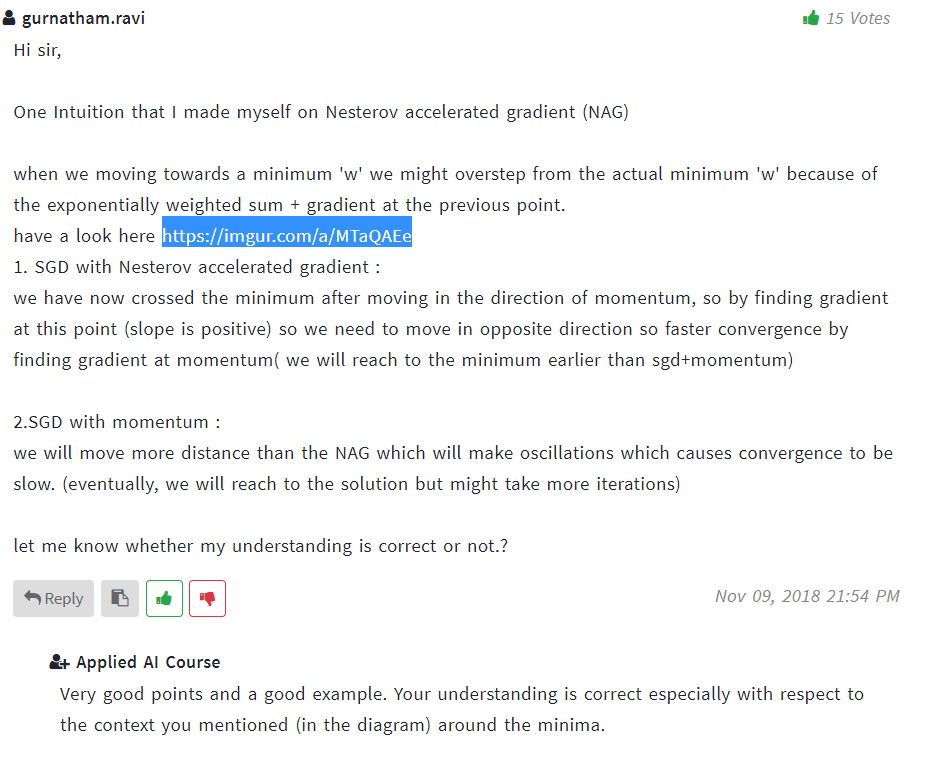 gurnatham.ravi 15 Votes
Hi sir,
One Intuition that I made myself on Nesterov accelerated gradient (NAG)
when we moving towards a minimum 'w' we might overstep from the actual minimum 'w' because of
the exponentially weighted sum + gradient at the previous point.
have a look here https://imgur.com/a/MTaQAEe
1. SGD with Nesterov accelerated gradient :
we have now crossed the minimum after moving in the direction of momentum, so by finding gradient
at this point (slope is positive) so we need to move in opposite direction so faster convergence by
finding gradient at momentum( we will reach to the minimum earlier than sgd+momentum)
2.SGD with momentum :
we will move more distance than the NAG which will make oscillations which causes convergence to be
slow. (eventually, we will reach to the solution but might take more iterations)
let me know whether my understanding is correct or not.?
Reply Nov 09, 2018 21:54 PM
Applied AI Course
Very good points and a good example. Your understanding is correct especially with respect to
the context you mentioned (in the diagram) around the minima.